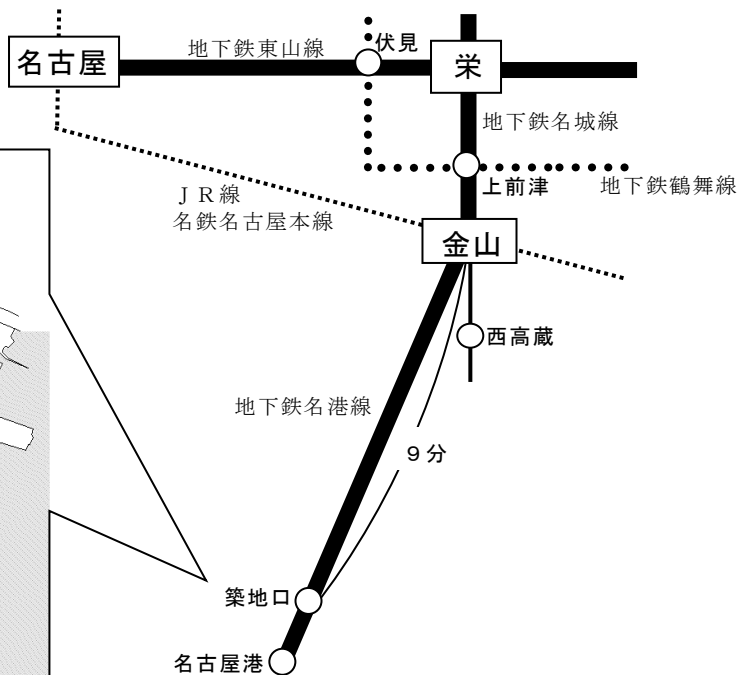 伏見
地下鉄東山線
名古屋
栄
地下鉄名城線
上前津
地下鉄鶴舞線
ＪＲ線
名鉄名古屋本線
金山
西高蔵
地下鉄名港線
９分
築地口
名古屋港